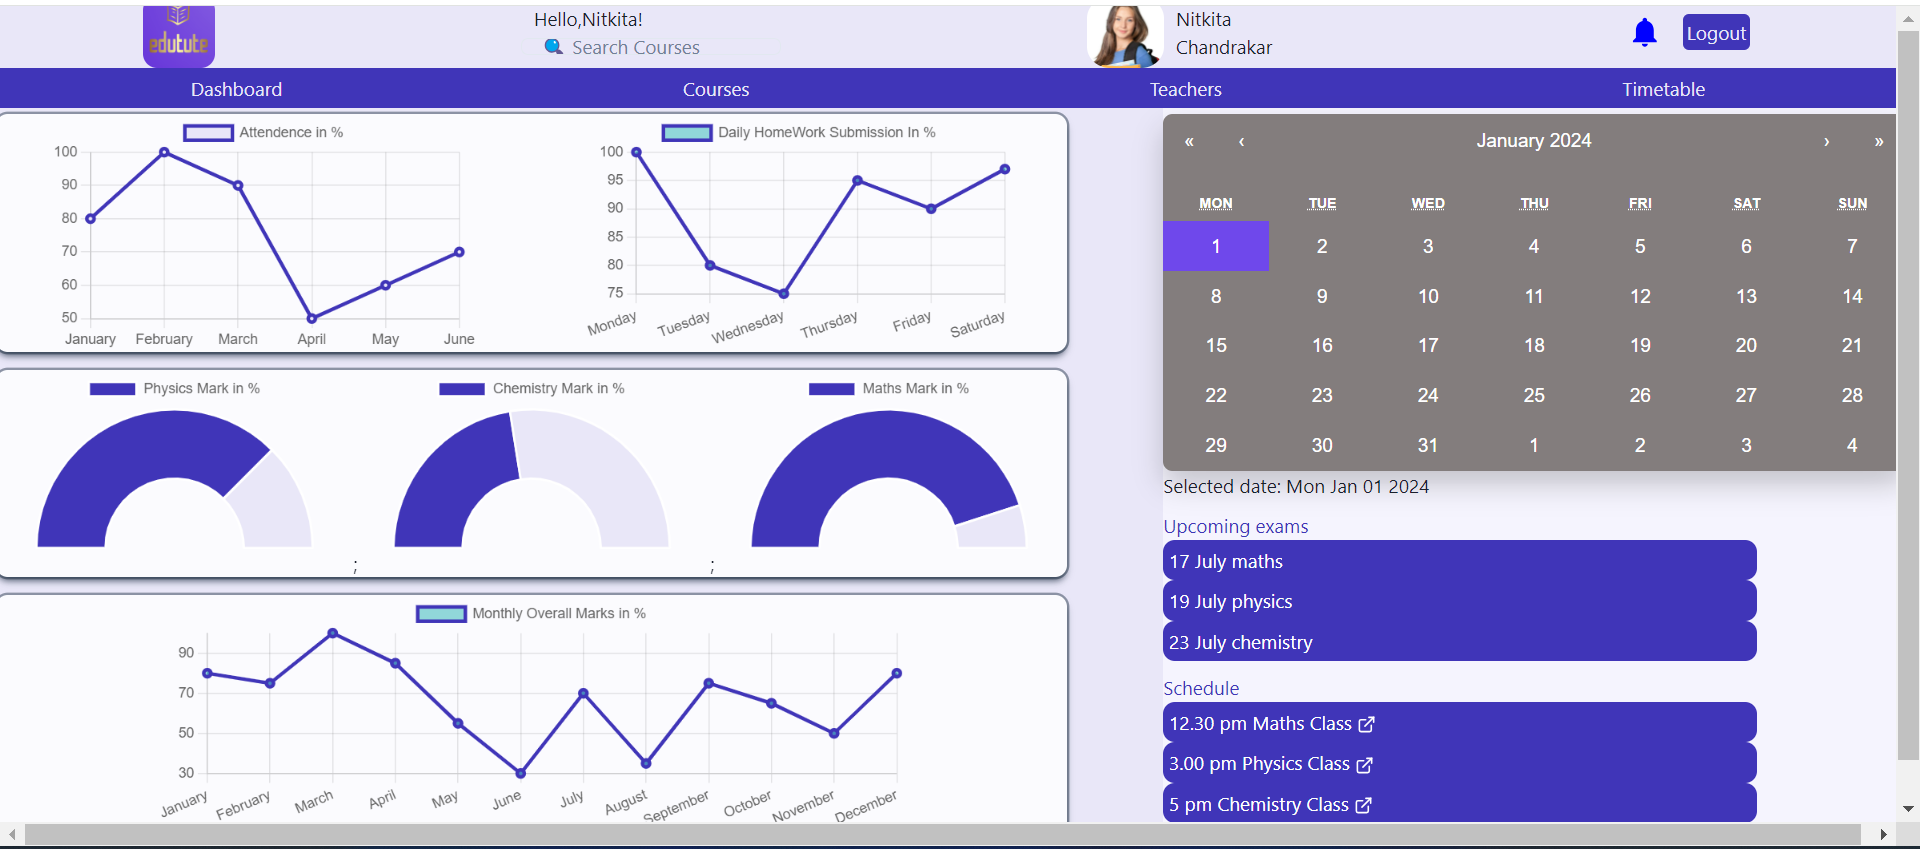 edutute
Hello,Nitkita!
Search Courses
Nitkita
Chandrakar
Logout
Dashboard Courses Teachers Timetable
Attendence in %
100
90
80
70
60
50
January February March April May June
Daily HomeWork Submission In %
100
95
90
85
80
75
Monday Tuesday Wednesday Thursday Friday Saturday
Physics Mark in %
;
Chemistry Mark in %
;
Maths Mark in %
Monthly Overall Marks in %
90
70
50
30
January February March April May June July August September October November December
« ‹ January 2024 › »
MON TUE WED THU FRI SAT SUN
1 2 3 4 5 6 7
8 9 10 11 12 13 14
15 16 17 18 19 20 21
22 23 24 25 26 27 28
29 30 31 1 2 3 4
Selected date: Mon Jan 01 2024
Upcoming exams
17 July maths
19 July physics
23 July chemistry
Schedule
12.30 pm Maths Class
3.00 pm Physics Class
5 pm Chemistry Class